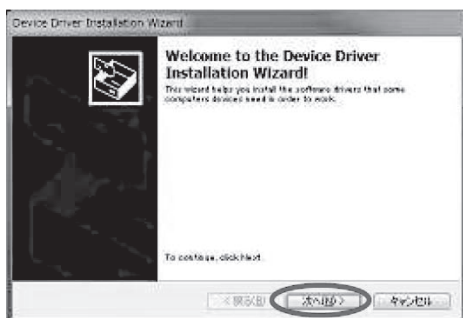 Device Driver Installation Wizard
Welcome to the Device Driver
Installation Wizard!
This wizard helps you install the software drivers that some
computers devices need in order to work.
To continue, click Next.
< 戻る(B)
次へ(N) >
キャンセル